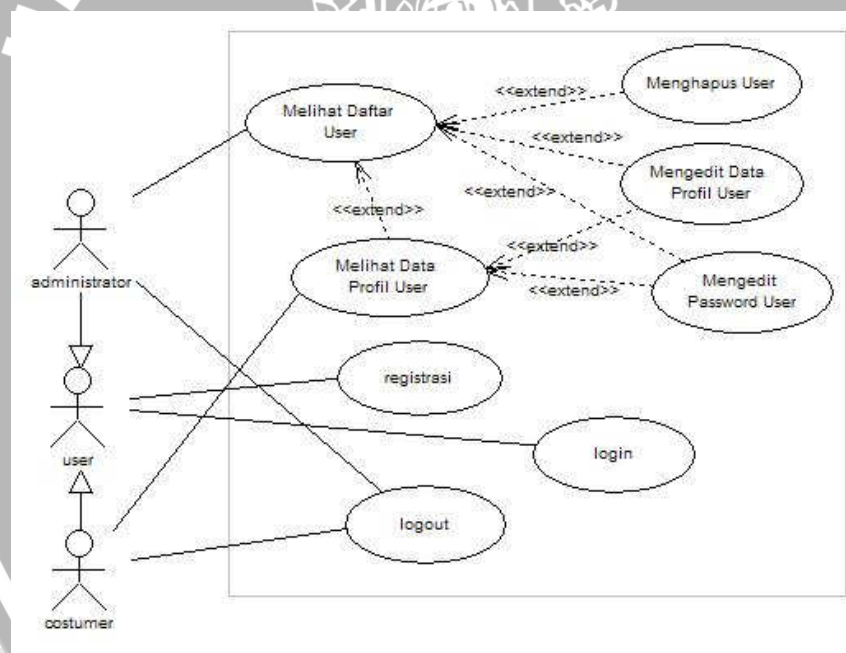 <<extend>>
Menghapus User
Melihat Daftar
User
<<extend>>
Mengedit Data
Profil User
<<extend>>
<<extend>>
<<extend>>
Melihat Data
Profil User
<<extend>>
Mengedit
Password User
administrator
registrasi
user
login
logout
costumer